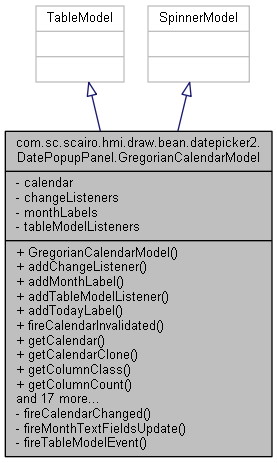 TableModel
SpinnerModel
com.sc.scairo.hmi.draw.bean.datepicker2.
DatePopupPanel.GregorianCalendarModel
- calendar
- changeListeners
- monthLabels
- tableModelListeners
+ GregorianCalendarModel()
+ addChangeListener()
+ addMonthLabel()
+ addTableModelListener()
+ addTodayLabel()
+ fireCalendarInvalidated()
+ getCalendar()
+ getCalendarClone()
+ getColumnClass()
+ getColumnCount()
and 17 more...
- fireCalendarChanged()
- fireMonthTextFieldsUpdate()
- fireTableModelEvent()